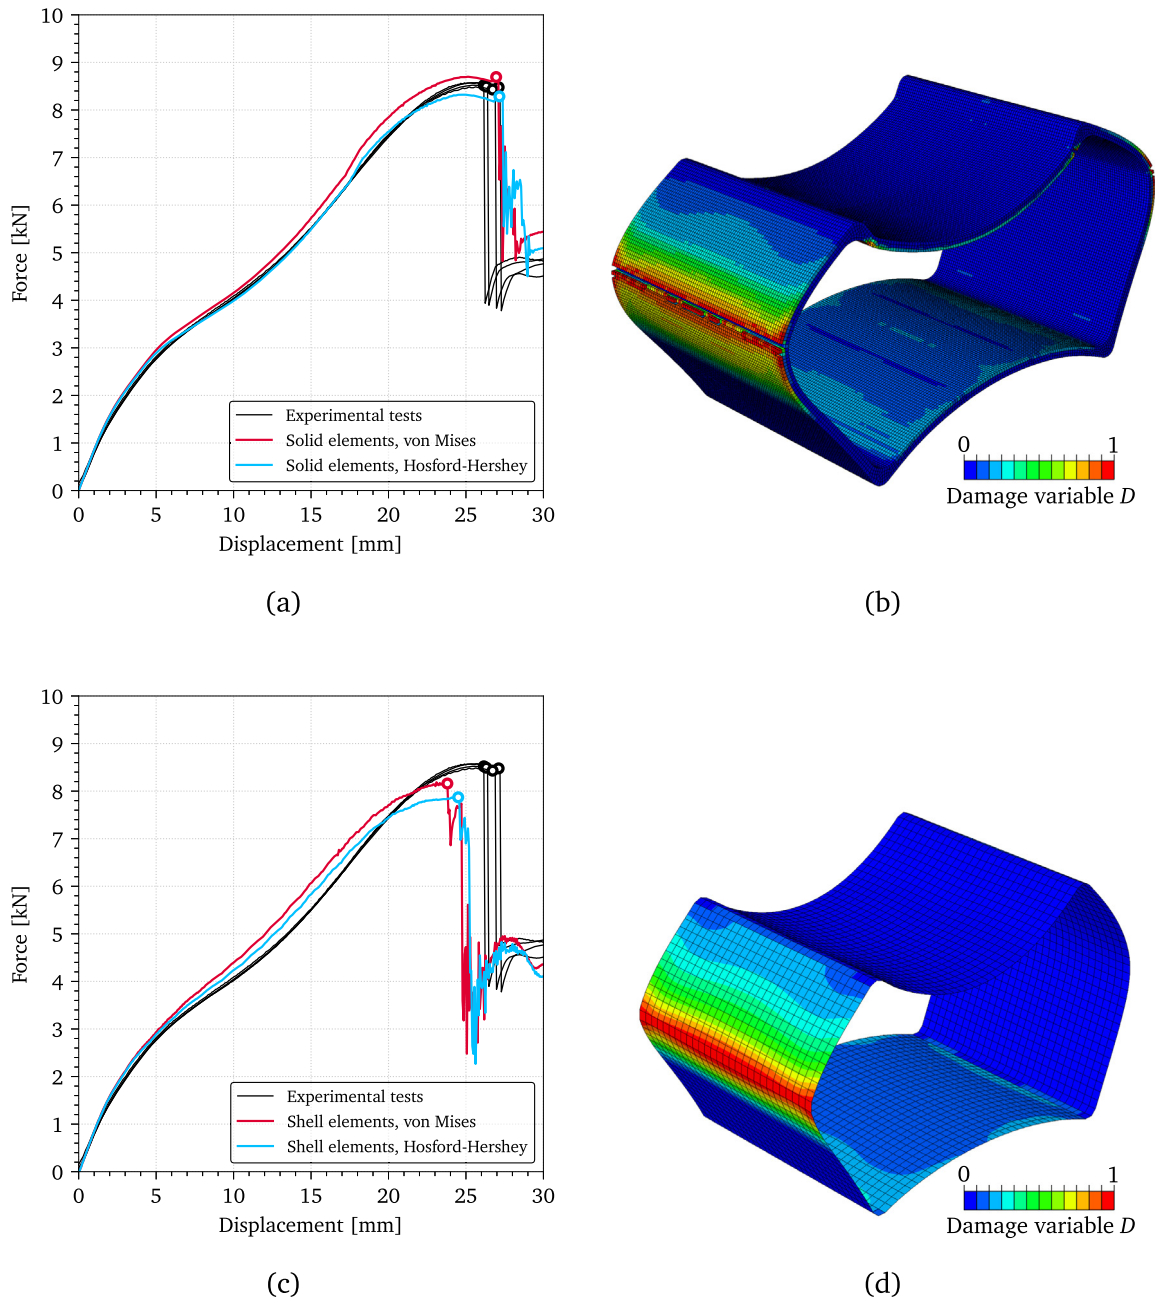 10
9
8
7
6
5
4
3
2
1
0
Force [kN]
Experimental tests
Solid elements, von Mises
Solid elements, Hosford-Hershey
0 5 10 15 20 25 30
Displacement [mm]
(a)
0 1
Damage variable D
(b)
10
9
8
7
6
5
4
3
2
1
0
Force [kN]
Experimental tests
Shell elements, von Mises
Shell elements, Hosford-Hershey
0 5 10 15 20 25 30
Displacement [mm]
(c)
0 1
Damage variable D
(d)